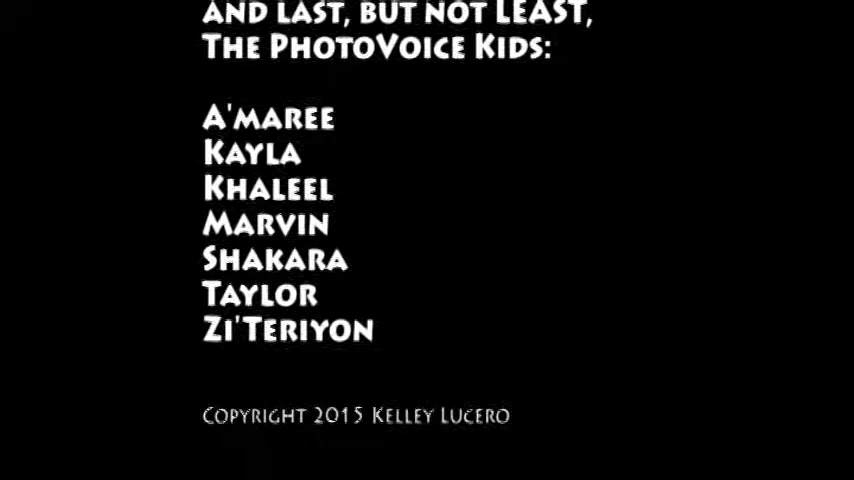 AND LAST, BUT NOT LEAST,
THE PHOTOVOICE KIDS:
A'MAREE
KAYLA
KHALEEL
MARVIN
SHAKARA
TAYLOR
ZI'TERIYON
COPYRIGHT 2015 KELLEY LUCERO